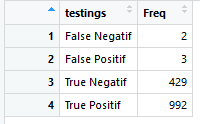 testings Freq
1 False Negatif 2
2 False Positif 3
3 True Negatif 429
4 True Positif 992